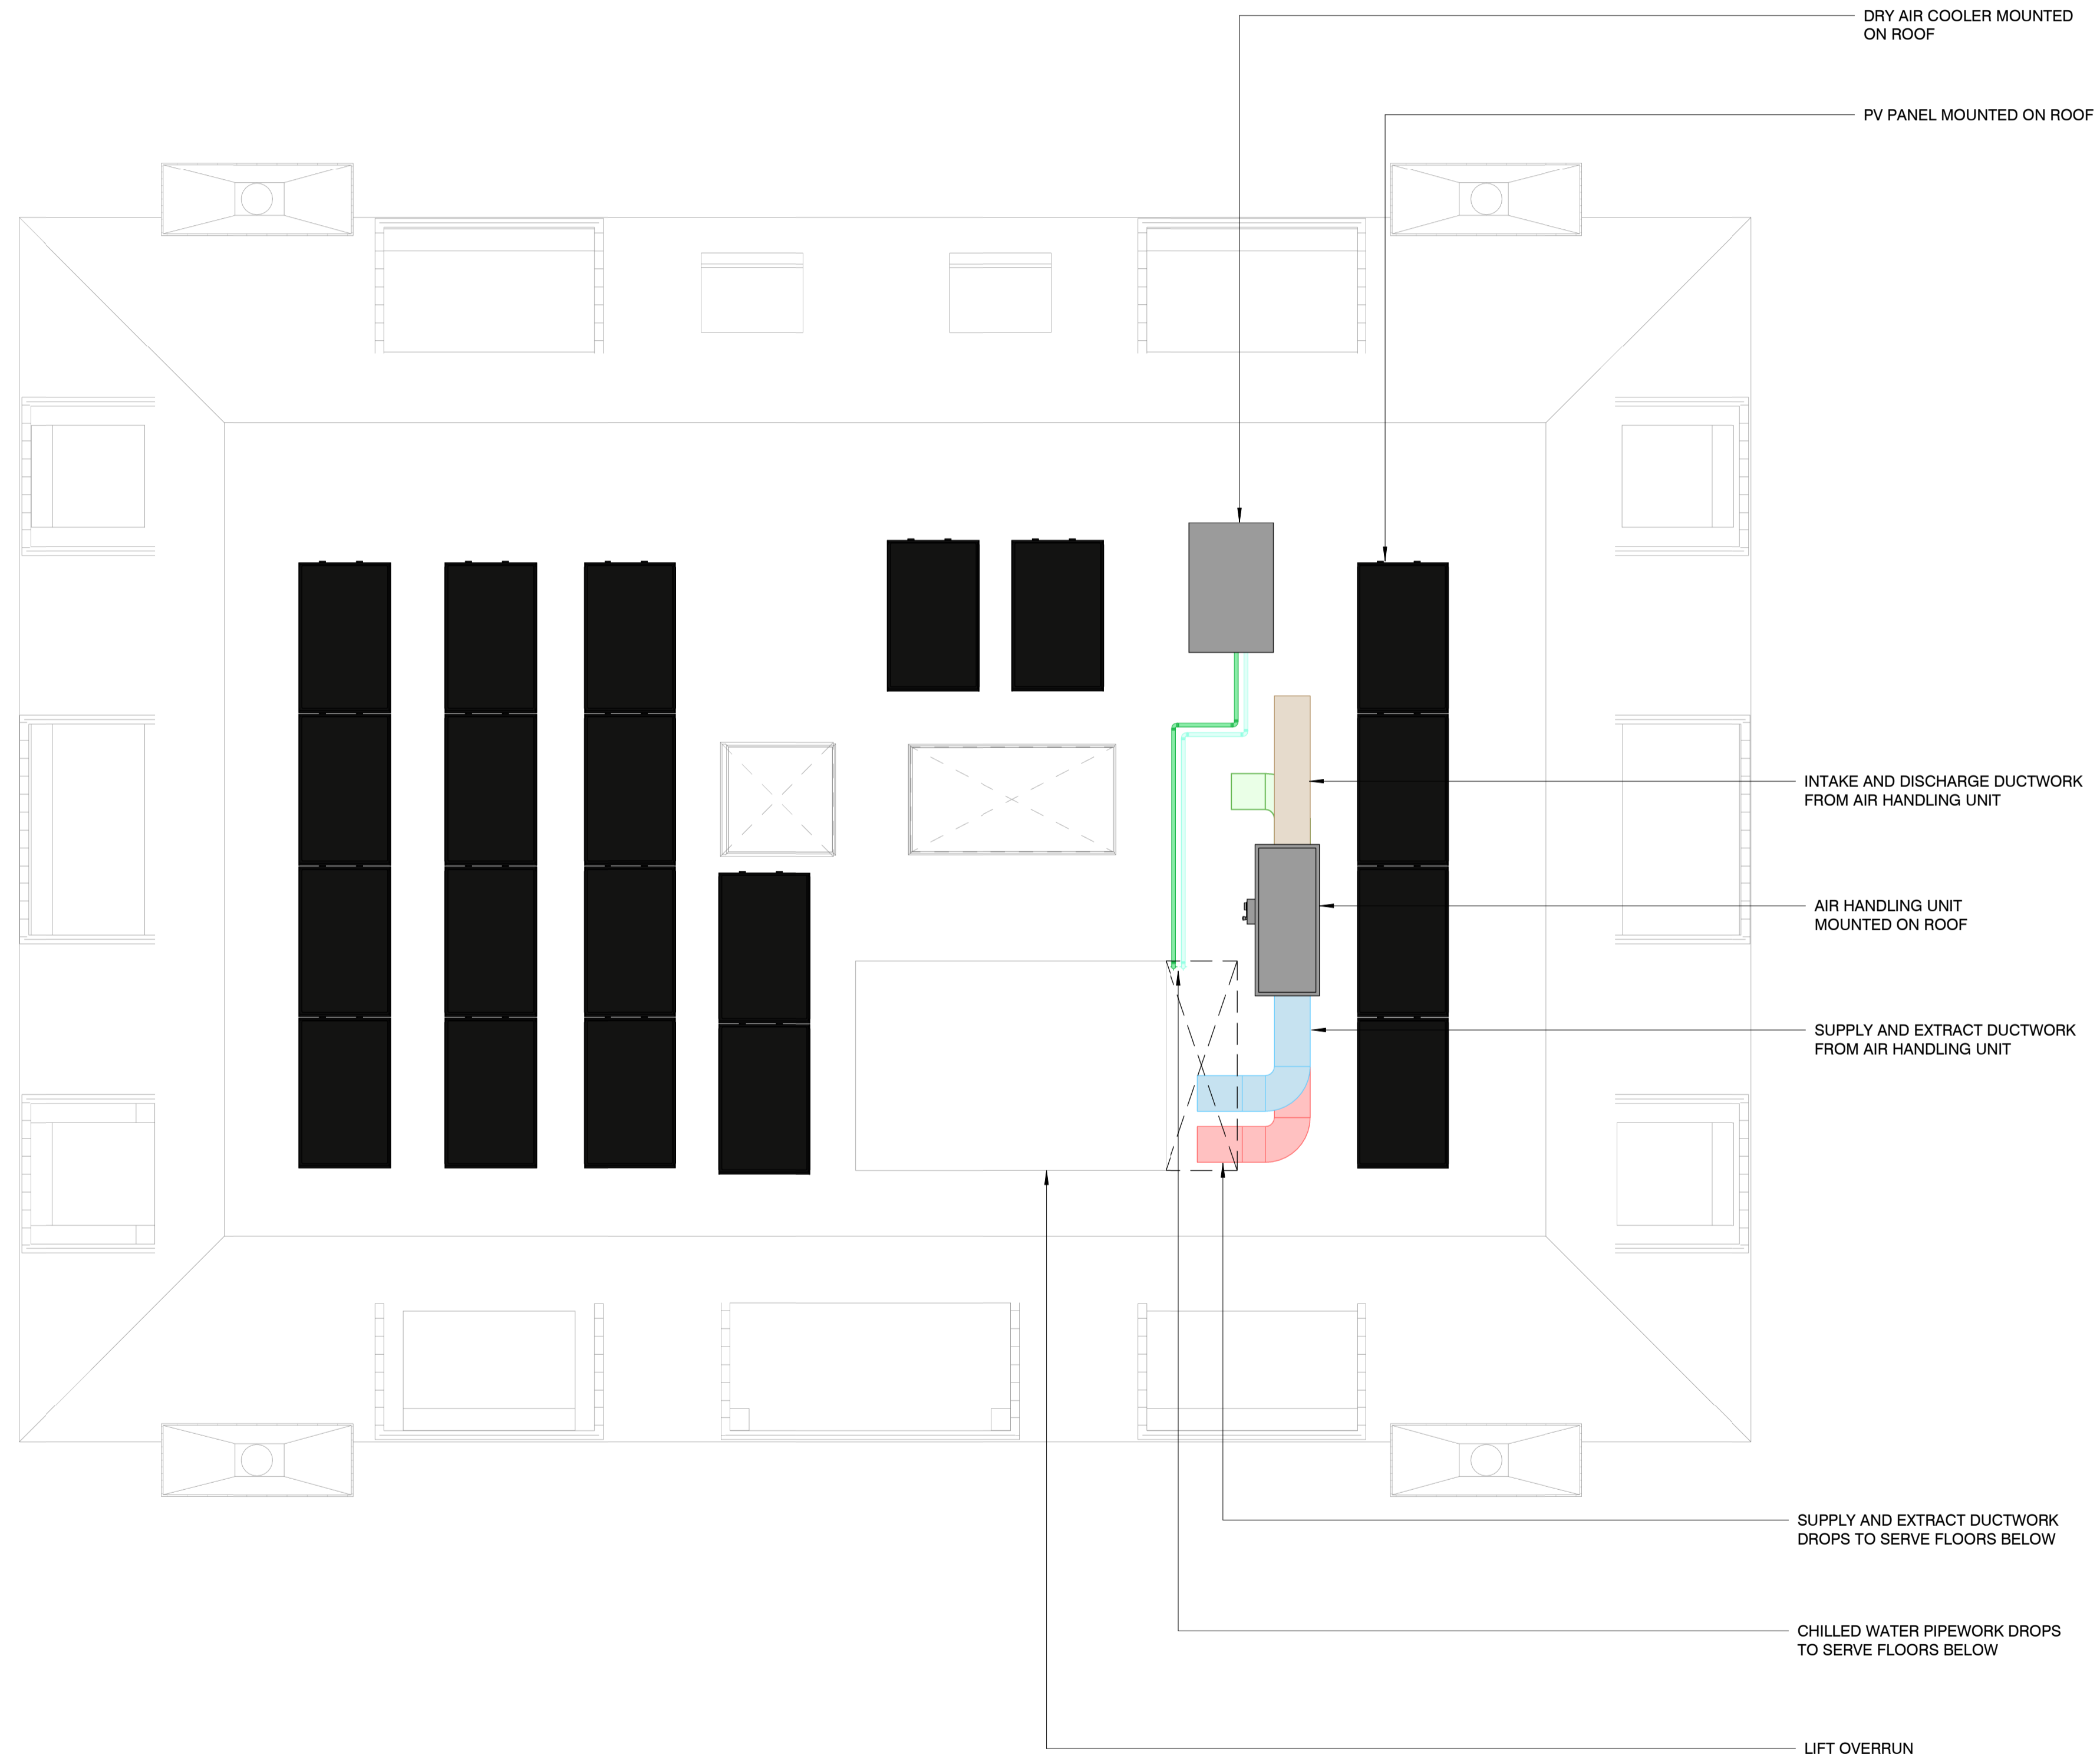 DRY AIR COOLER MOUNTED
ON ROOF
PV PANEL MOUNTED ON ROOF
INTAKE AND DISCHARGE DUCTWORK
FROM AIR HANDLING UNIT
AIR HANDLING UNIT
MOUNTED ON ROOF
SUPPLY AND EXTRACT DUCTWORK
FROM AIR HANDLING UNIT
SUPPLY AND EXTRACT DUCTWORK
DROPS TO SERVE FLOORS BELOW
CHILLED WATER PIPEWORK DROPS
TO SERVE FLOORS BELOW
LIFT OVERRUN